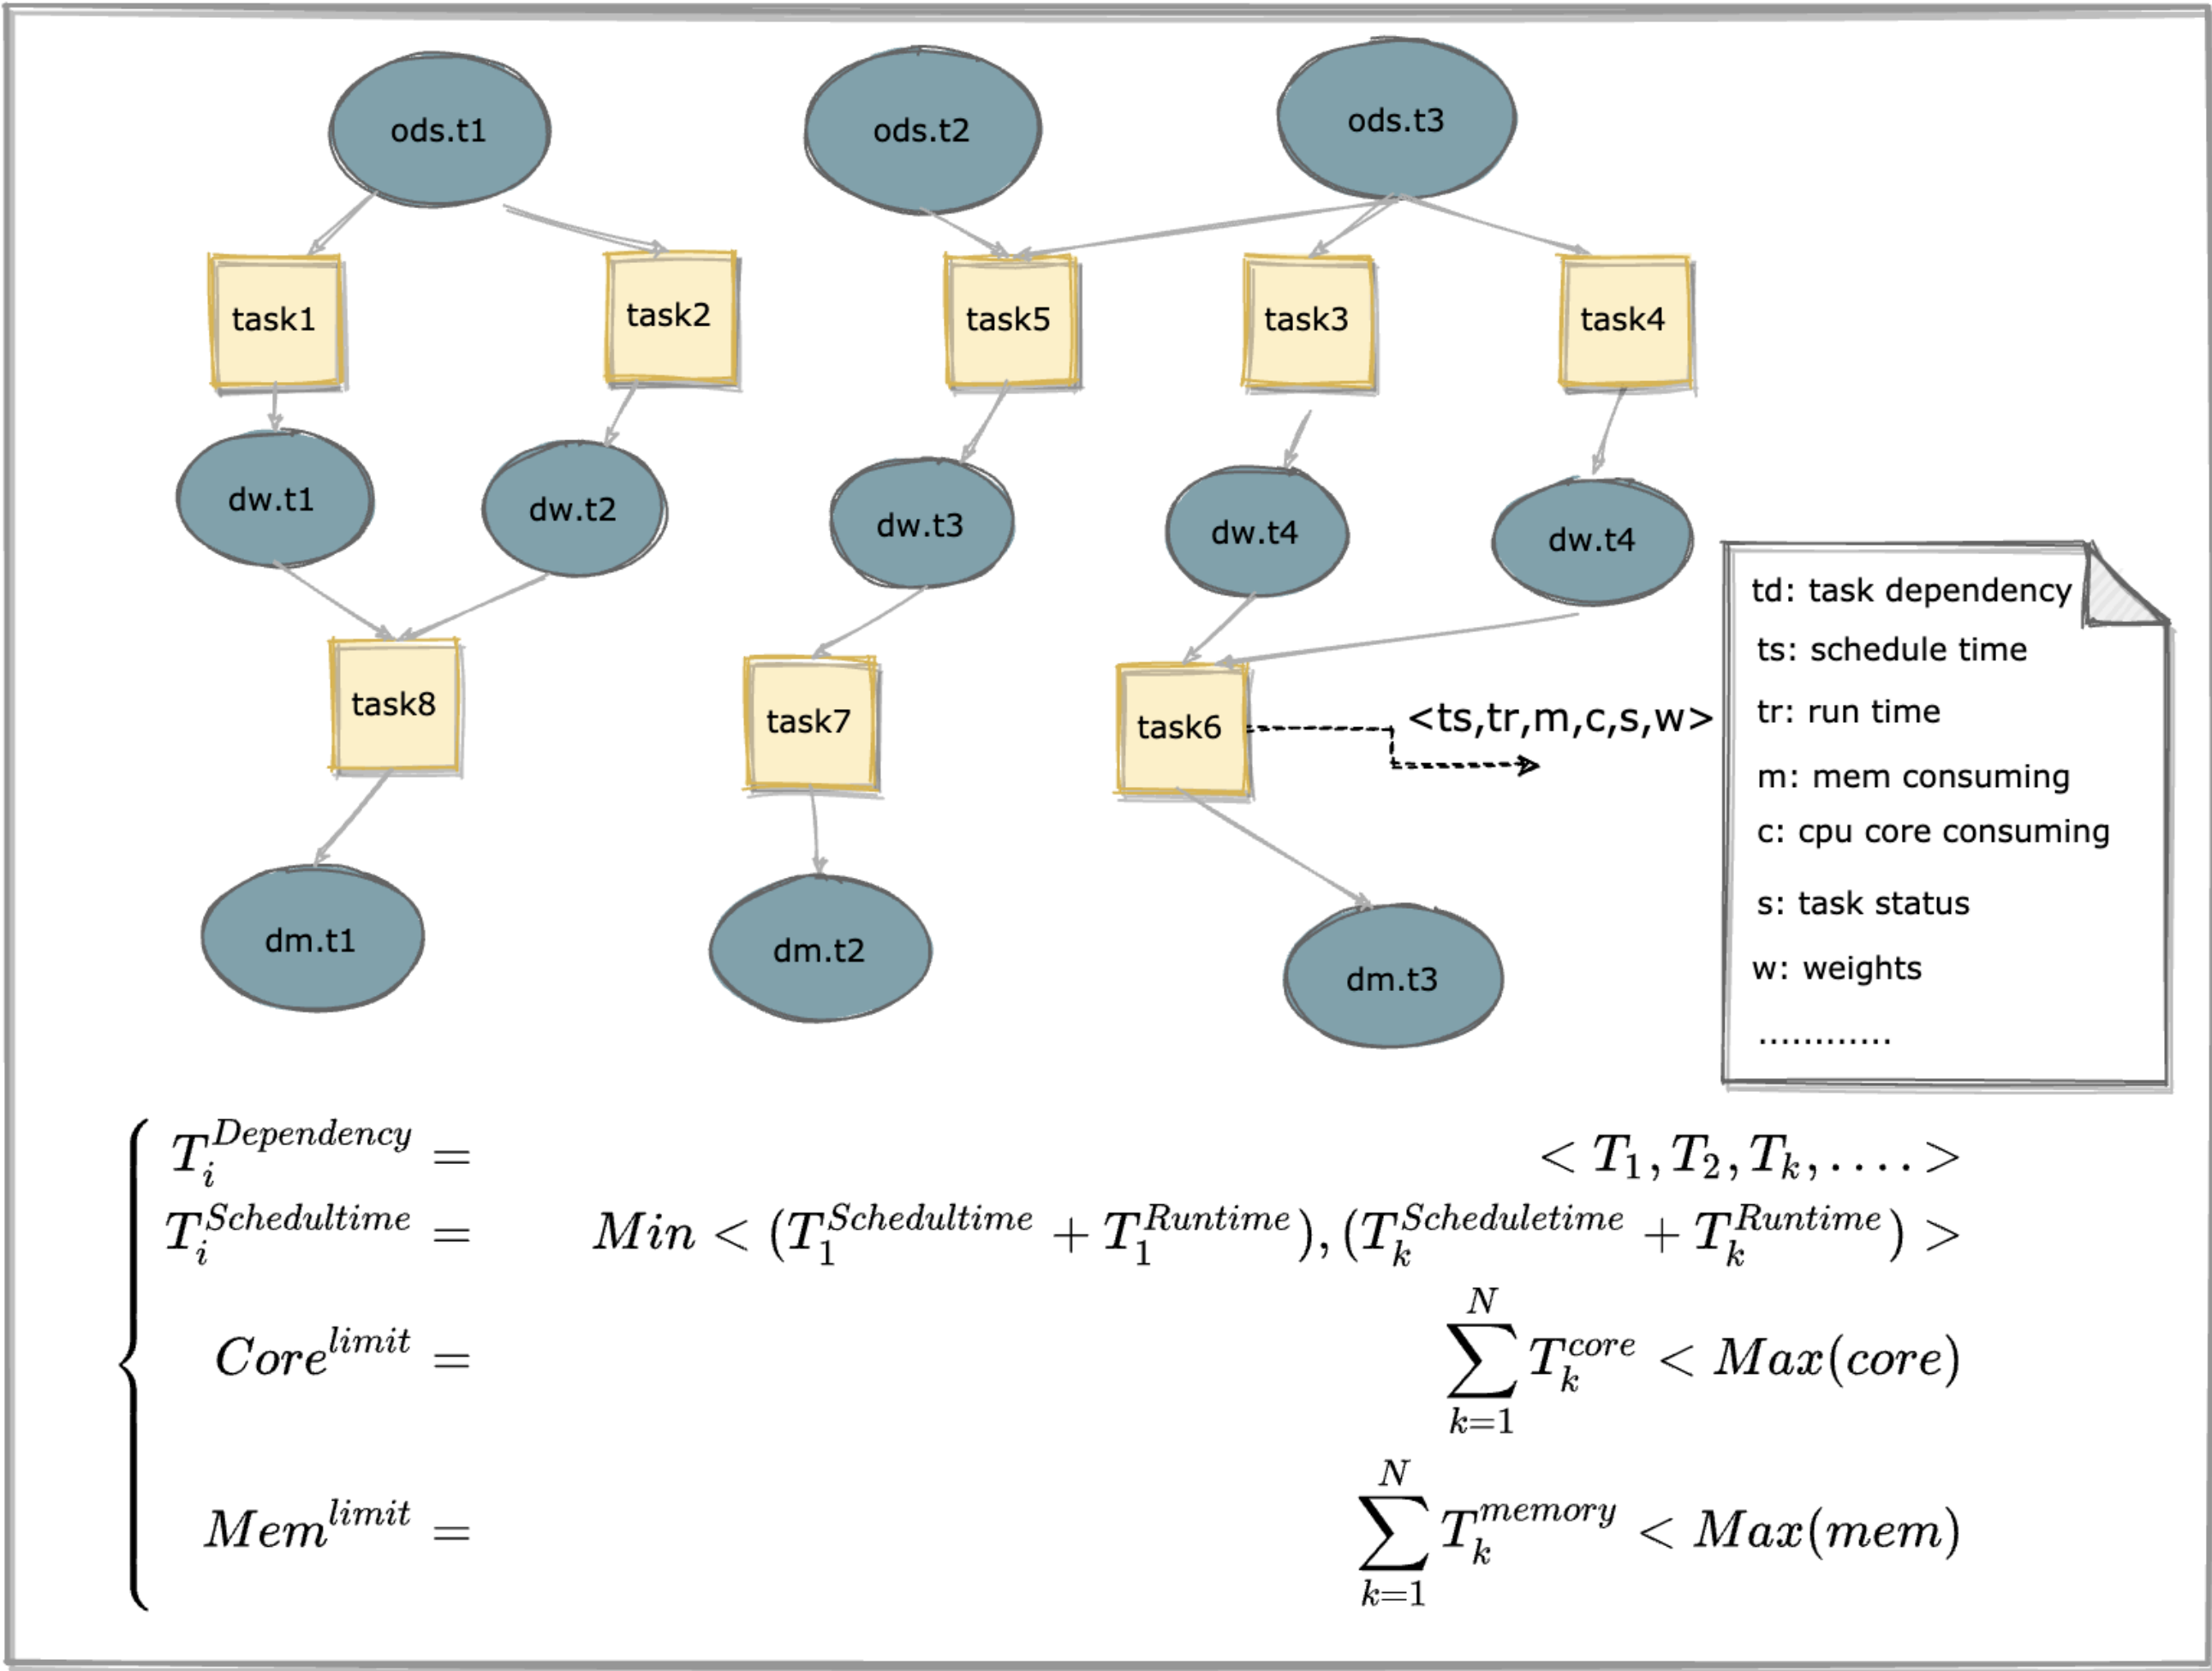 ods.t1
ods.t2
ods.t3
task1
task2
task5
task3
task4
dw.t1
dw.t2
dw.t3
dw.t4
dw.t4
task8
task7
task6
<ts,tr,m,c,s,w>
dm.t1
dm.t2
dm.t3
td: task dependency
ts: schedule time
tr: run time
m: mem consuming
c: cpu core consuming
s: task status
w: weights
............
T_i^{Dependency} = < T_1, T_2, T_k, .... >
T_i^{Schedultime} = Min < (T_1^{Schedultime} + T_1^{Runtime}), (T_k^{Scheduletime} + T_k^{Runtime}) >
Core^{limit} = \sum_{k=1}^{N} T_k^{core} < Max(core)
Mem^{limit} = \sum_{k=1}^{N} T_k^{memory} < Max(mem)